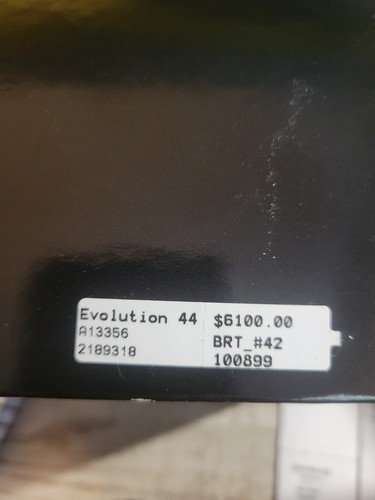 Evolution 44
A13356
2189318
$6100.00
BRT_#42
100899